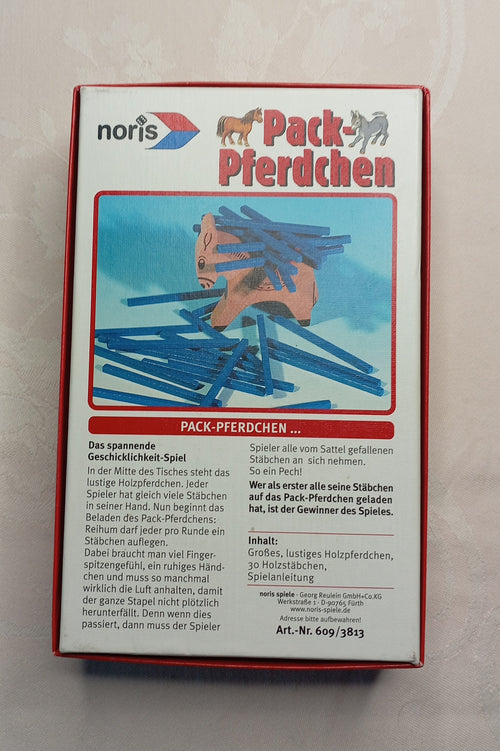 noris
Pack-
Pferdchen
PACK-PFERDCHEN ...
Das spannende
Geschicklichkeit-Spiel
In der Mitte des Tisches steht das
lustige Holzpferdchen. Jeder
Spieler hat gleich viele Stäbchen
in seiner Hand. Nun beginnt das
Beladen des Pack-Pferdchens:
Reihum darf jeder pro Runde ein
Stäbchen auflegen.
Dabei braucht man viel Finger-
spitzengefühl, ein ruhiges Händ-
chen und muss so manchmal
wirklich die Luft anhalten, damit
der ganze Stapel nicht plötzlich
herunterfällt. Denn wenn dies
passiert, dann muss der Spieler
Spieler alle vom Sattel gefallenen
Stäbchen an sich nehmen.
So ein Pech!
Wer als erster alle seine Stäbchen
auf das Pack-Pferdchen geladen
hat, ist der Gewinner des Spieles.
Inhalt:
Großes, lustiges Holzpferdchen,
30 Holzstäbchen,
Spielanleitung
noris spiele · Georg Reulein GmbH+Co.KG
Werkstraße 1 · D-90765 Fürth
www.noris-spiele.de
Adresse bitte aufbewahren!
Art.-Nr. 609/3813